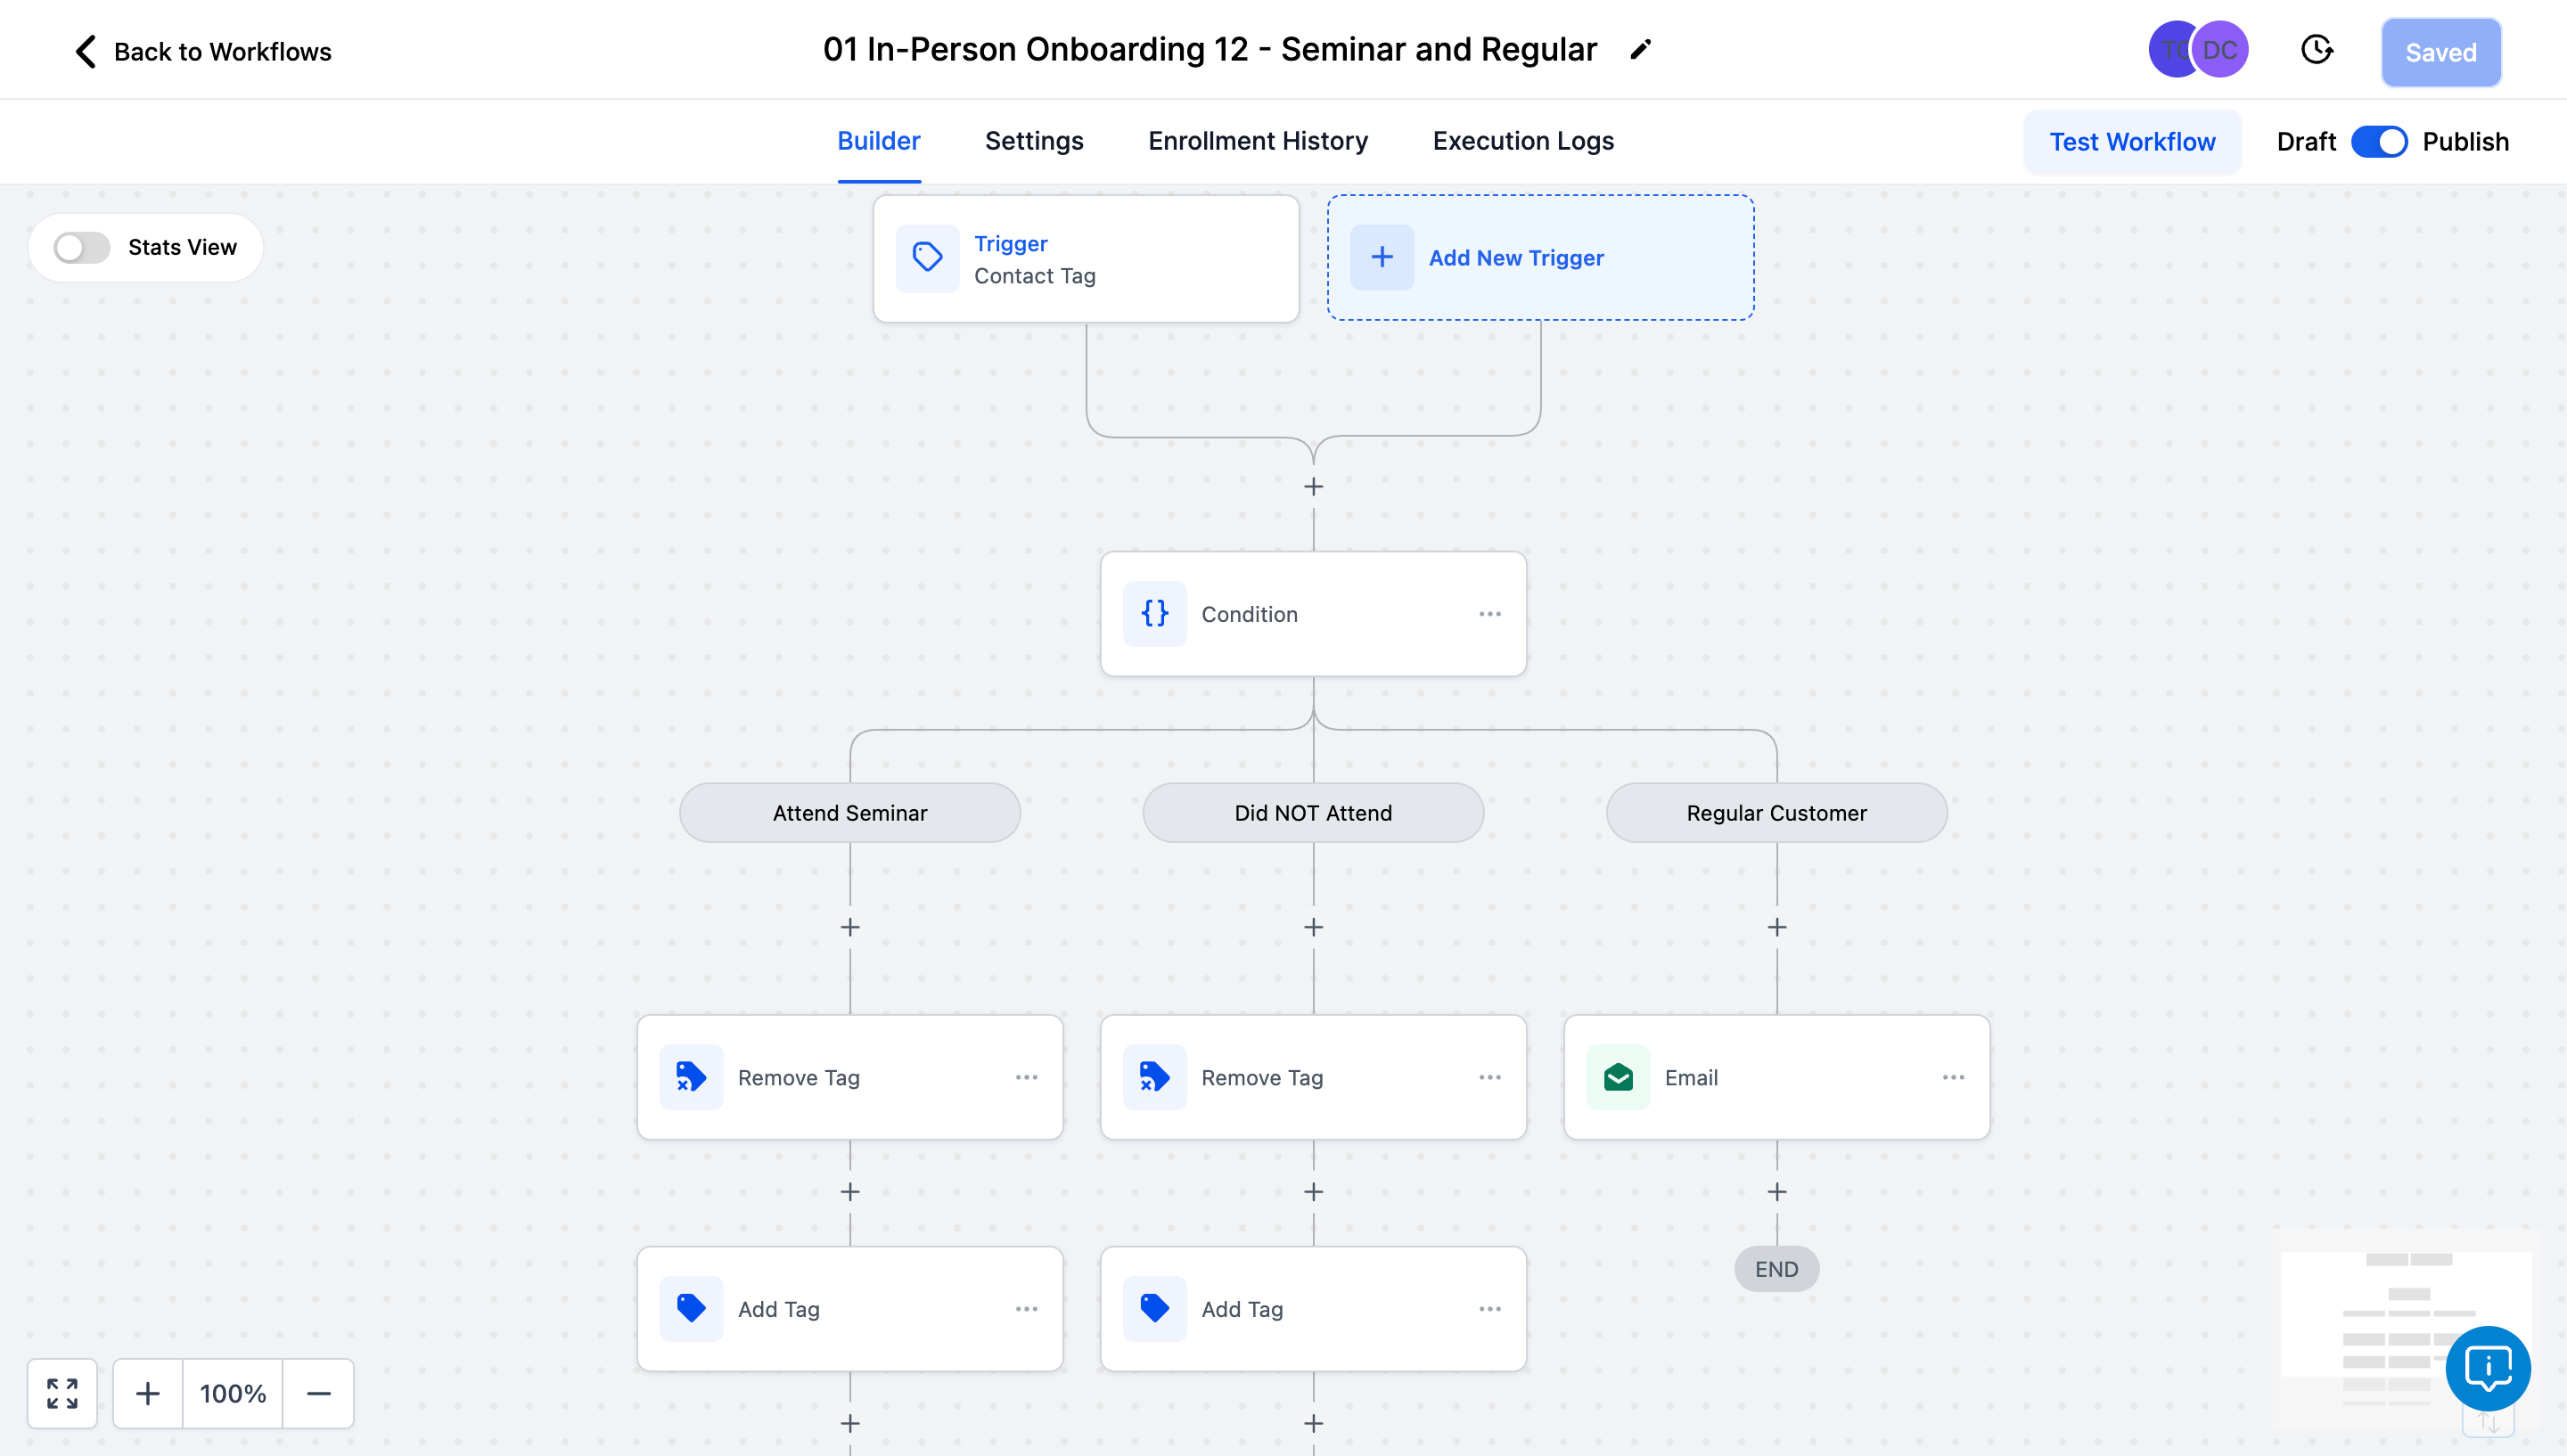 Back to Workflows
01 In-Person Onboarding 12 - Seminar and Regular
TC
DC
Saved
Builder
Settings
Enrollment History
Execution Logs
Test Workflow
Draft
Publish
Stats View
Trigger
Contact Tag
Add New Trigger
Condition
Attend Seminar
Did NOT Attend
Regular Customer
Remove Tag
Remove Tag
Email
Add Tag
Add Tag
END
100%